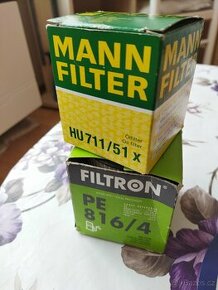 MANN
FILTER
MANN
FILTER
HU 711/51 x
FILTRON
PE
816/4